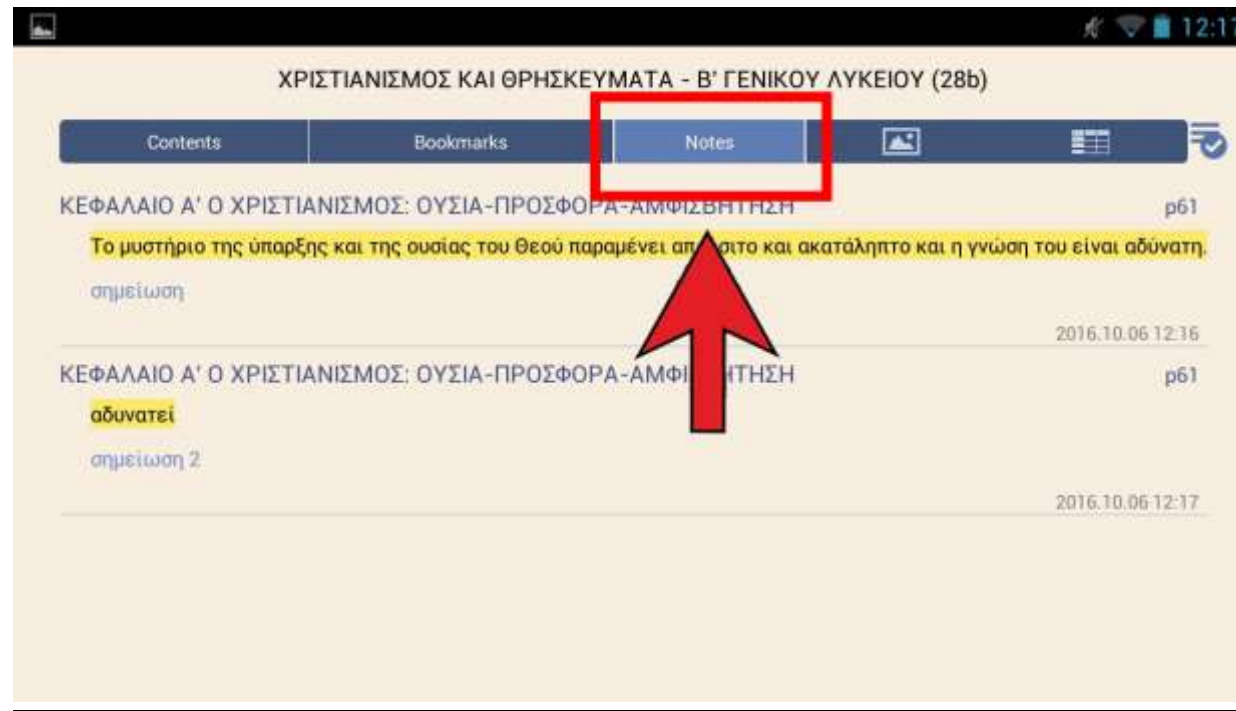 12:17
ΧΡΙΣΤΙΑΝΙΣΜΟΣ ΚΑΙ ΘΡΗΣΚΕΥΜΑΤΑ - Β' ΓΕΝΙΚΟΥ ΛΥΚΕΙΟΥ (28b)
Contents Bookmarks Notes
ΚΕΦΑΛΑΙΟ Α' Ο ΧΡΙΣΤΙΑΝΙΣΜΟΣ: ΟΥΣΙΑ-ΠΡΟΣΦΟΡΑ-ΑΜΦΙΣΒΗΤΗΣΗ p61
Το μυστήριο της ύπαρξης και της ουσίας του Θεού παραμένει και ακατάληπτο και η γνώση του είναι αδύνατη.
σημείωση
2016.10.06 12:16
ΚΕΦΑΛΑΙΟ Α' Ο ΧΡΙΣΤΙΑΝΙΣΜΟΣ: ΟΥΣΙΑ-ΠΡΟΣΦΟΡΑ- p61
αδυνατεί
σημείωση 2
2016.10.06 12:17